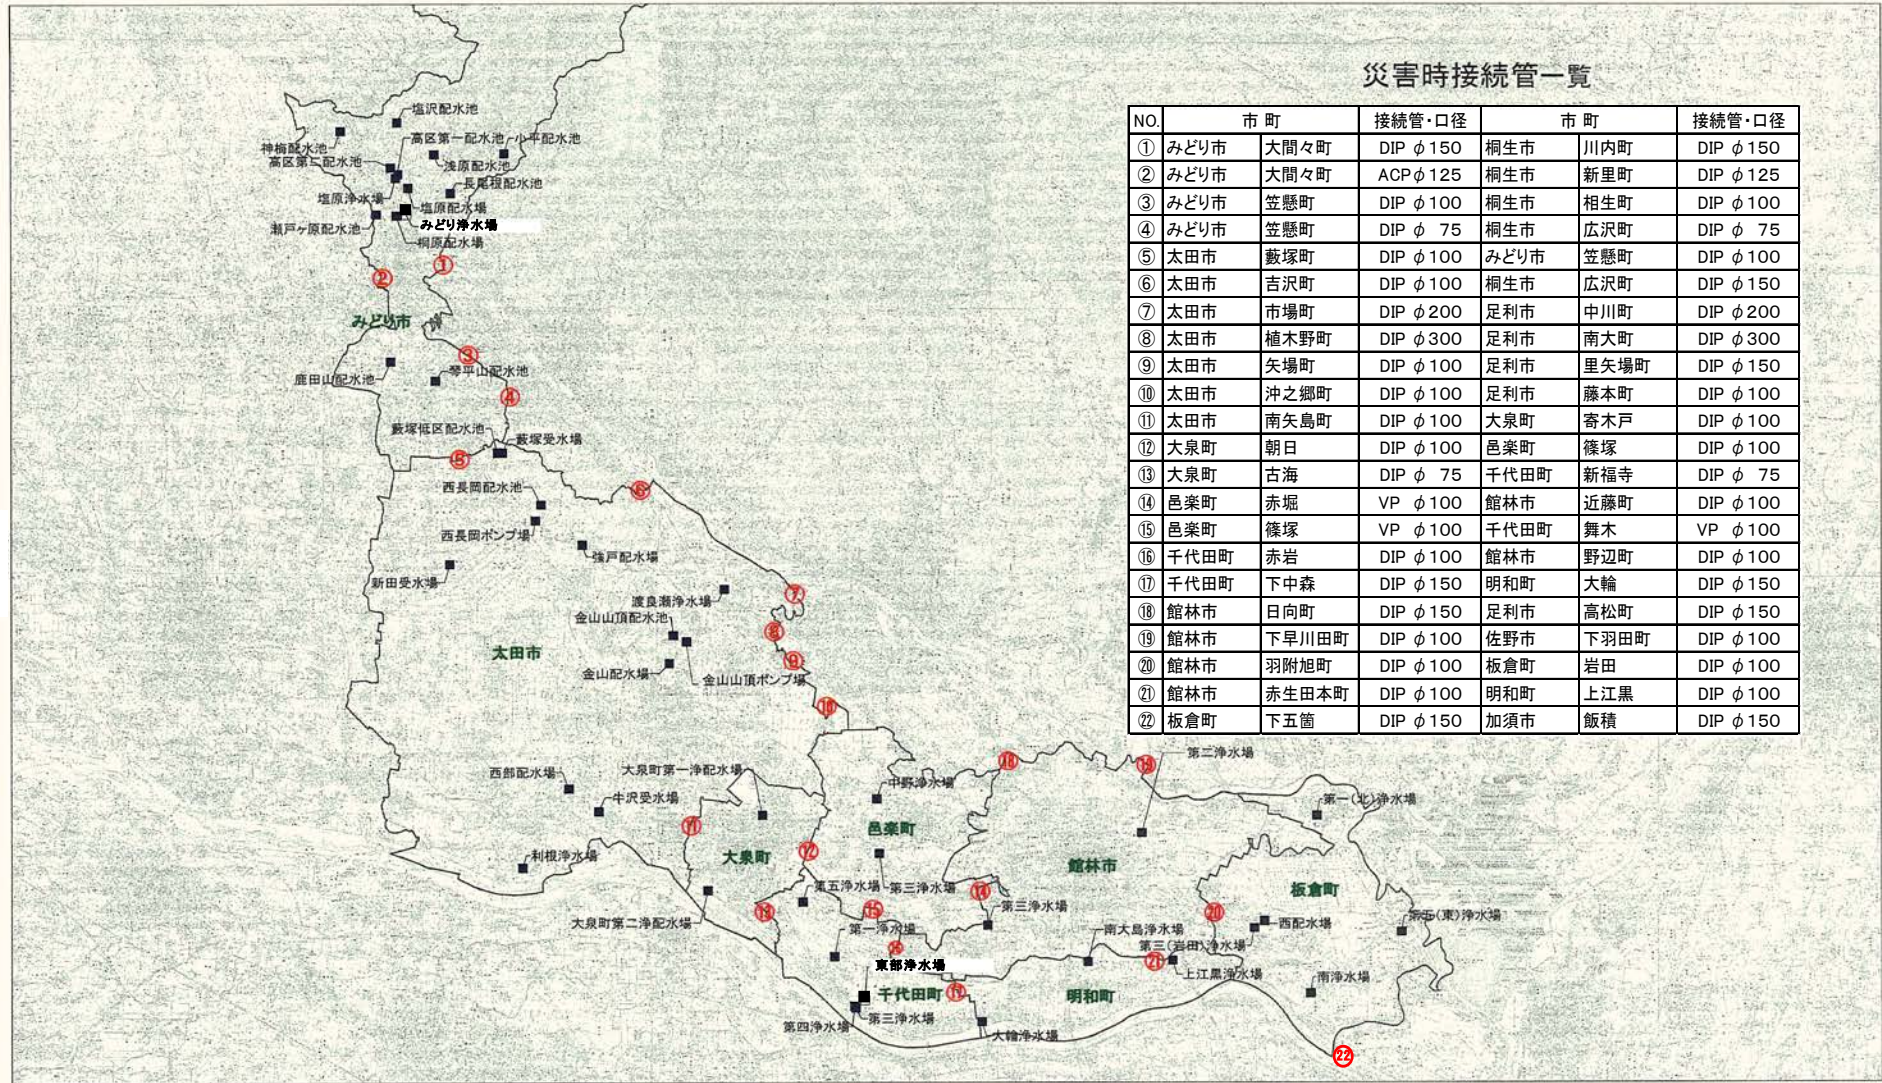 災害時接続管一覧
NO. 市 町 接続管・口径 市 町 接続管・口径
① みどり市 大間々町 DIP φ150 桐生市 川内町 DIP φ150
② みどり市 大間々町 ACPφ125 桐生市 新里町 DIP φ125
③ みどり市 笠懸町 DIP φ100 桐生市 相生町 DIP φ100
④ みどり市 笠懸町 DIP φ 75 桐生市 広沢町 DIP φ 75
⑤ 太田市 藪塚町 DIP φ100 みどり市 笠懸町 DIP φ100
⑥ 太田市 吉沢町 DIP φ100 桐生市 広沢町 DIP φ150
⑦ 太田市 市場町 DIP φ200 足利市 中川町 DIP φ200
⑧ 太田市 植木野町 DIP φ300 足利市 南大町 DIP φ300
⑨ 太田市 矢場町 DIP φ100 足利市 里矢場町 DIP φ150
⑩ 太田市 沖之郷町 DIP φ100 足利市 藤本町 DIP φ100
⑪ 太田市 南矢島町 DIP φ100 大泉町 寄木戸 DIP φ100
⑫ 大泉町 朝日 DIP φ100 邑楽町 篠塚 DIP φ100
⑬ 大泉町 古海 DIP φ 75 千代田町 新福寺 DIP φ 75
⑭ 邑楽町 赤堀 VP φ100 館林市 近藤町 DIP φ100
⑮ 邑楽町 篠塚 VP φ100 千代田町 舞木 VP φ100
⑯ 千代田町 赤岩 DIP φ100 館林市 野辺町 DIP φ100
⑰ 千代田町 下中森 DIP φ150 明和町 大輪 DIP φ150
⑱ 館林市 日向町 DIP φ150 足利市 高松町 DIP φ150
⑲ 館林市 下早川田町 DIP φ100 佐野市 下羽田町 DIP φ100
⑳ 館林市 羽附旭町 DIP φ100 板倉町 岩田 DIP φ100
㉑ 館林市 赤生田本町 DIP φ100 明和町 上江黒 DIP φ100
㉒ 板倉町 下五箇 DIP φ150 加須市 飯積 DIP φ150
塩沢配水池
高区第一配水池
小平配水池
神梅配水池
高区第二配水池
浅原配水池
長尾根配水池
塩原浄水場
塩原配水場
みどり浄水場
瀬戸ヶ原配水池
桐原配水場
①
②
みどり市
③
琴平山配水池
鹿田山配水池
④
藪塚低区配水池
藪塚受水場
⑤
西長岡配水池
⑥
西長岡ポンプ場
強戸配水場
新田受水場
渡良瀬浄水場
⑦
金山山頂配水池
⑧
太田市
⑨
金山配水場
金山山頂ポンプ場
⑩
第二浄水場
⑱
⑲
西部配水場
大泉町第一浄配水場
中野浄水場
牛沢受水場
第一(北)浄水場
⑪
邑楽町
⑫
利根浄水場
大泉町
館林市
第五浄水場
第三浄水場
⑭
板倉町
⑬
⑮
第三浄水場
⑳
第五(東)浄水場
大泉町第二浄配水場
第一浄水場
南大島浄水場
西配水場
⑯
第三(岩田)浄水場
東部浄水場
㉑
上江黒浄水場
南浄水場
千代田町
⑰
明和町
第三浄水場
第四浄水場
大輪浄水場
㉒